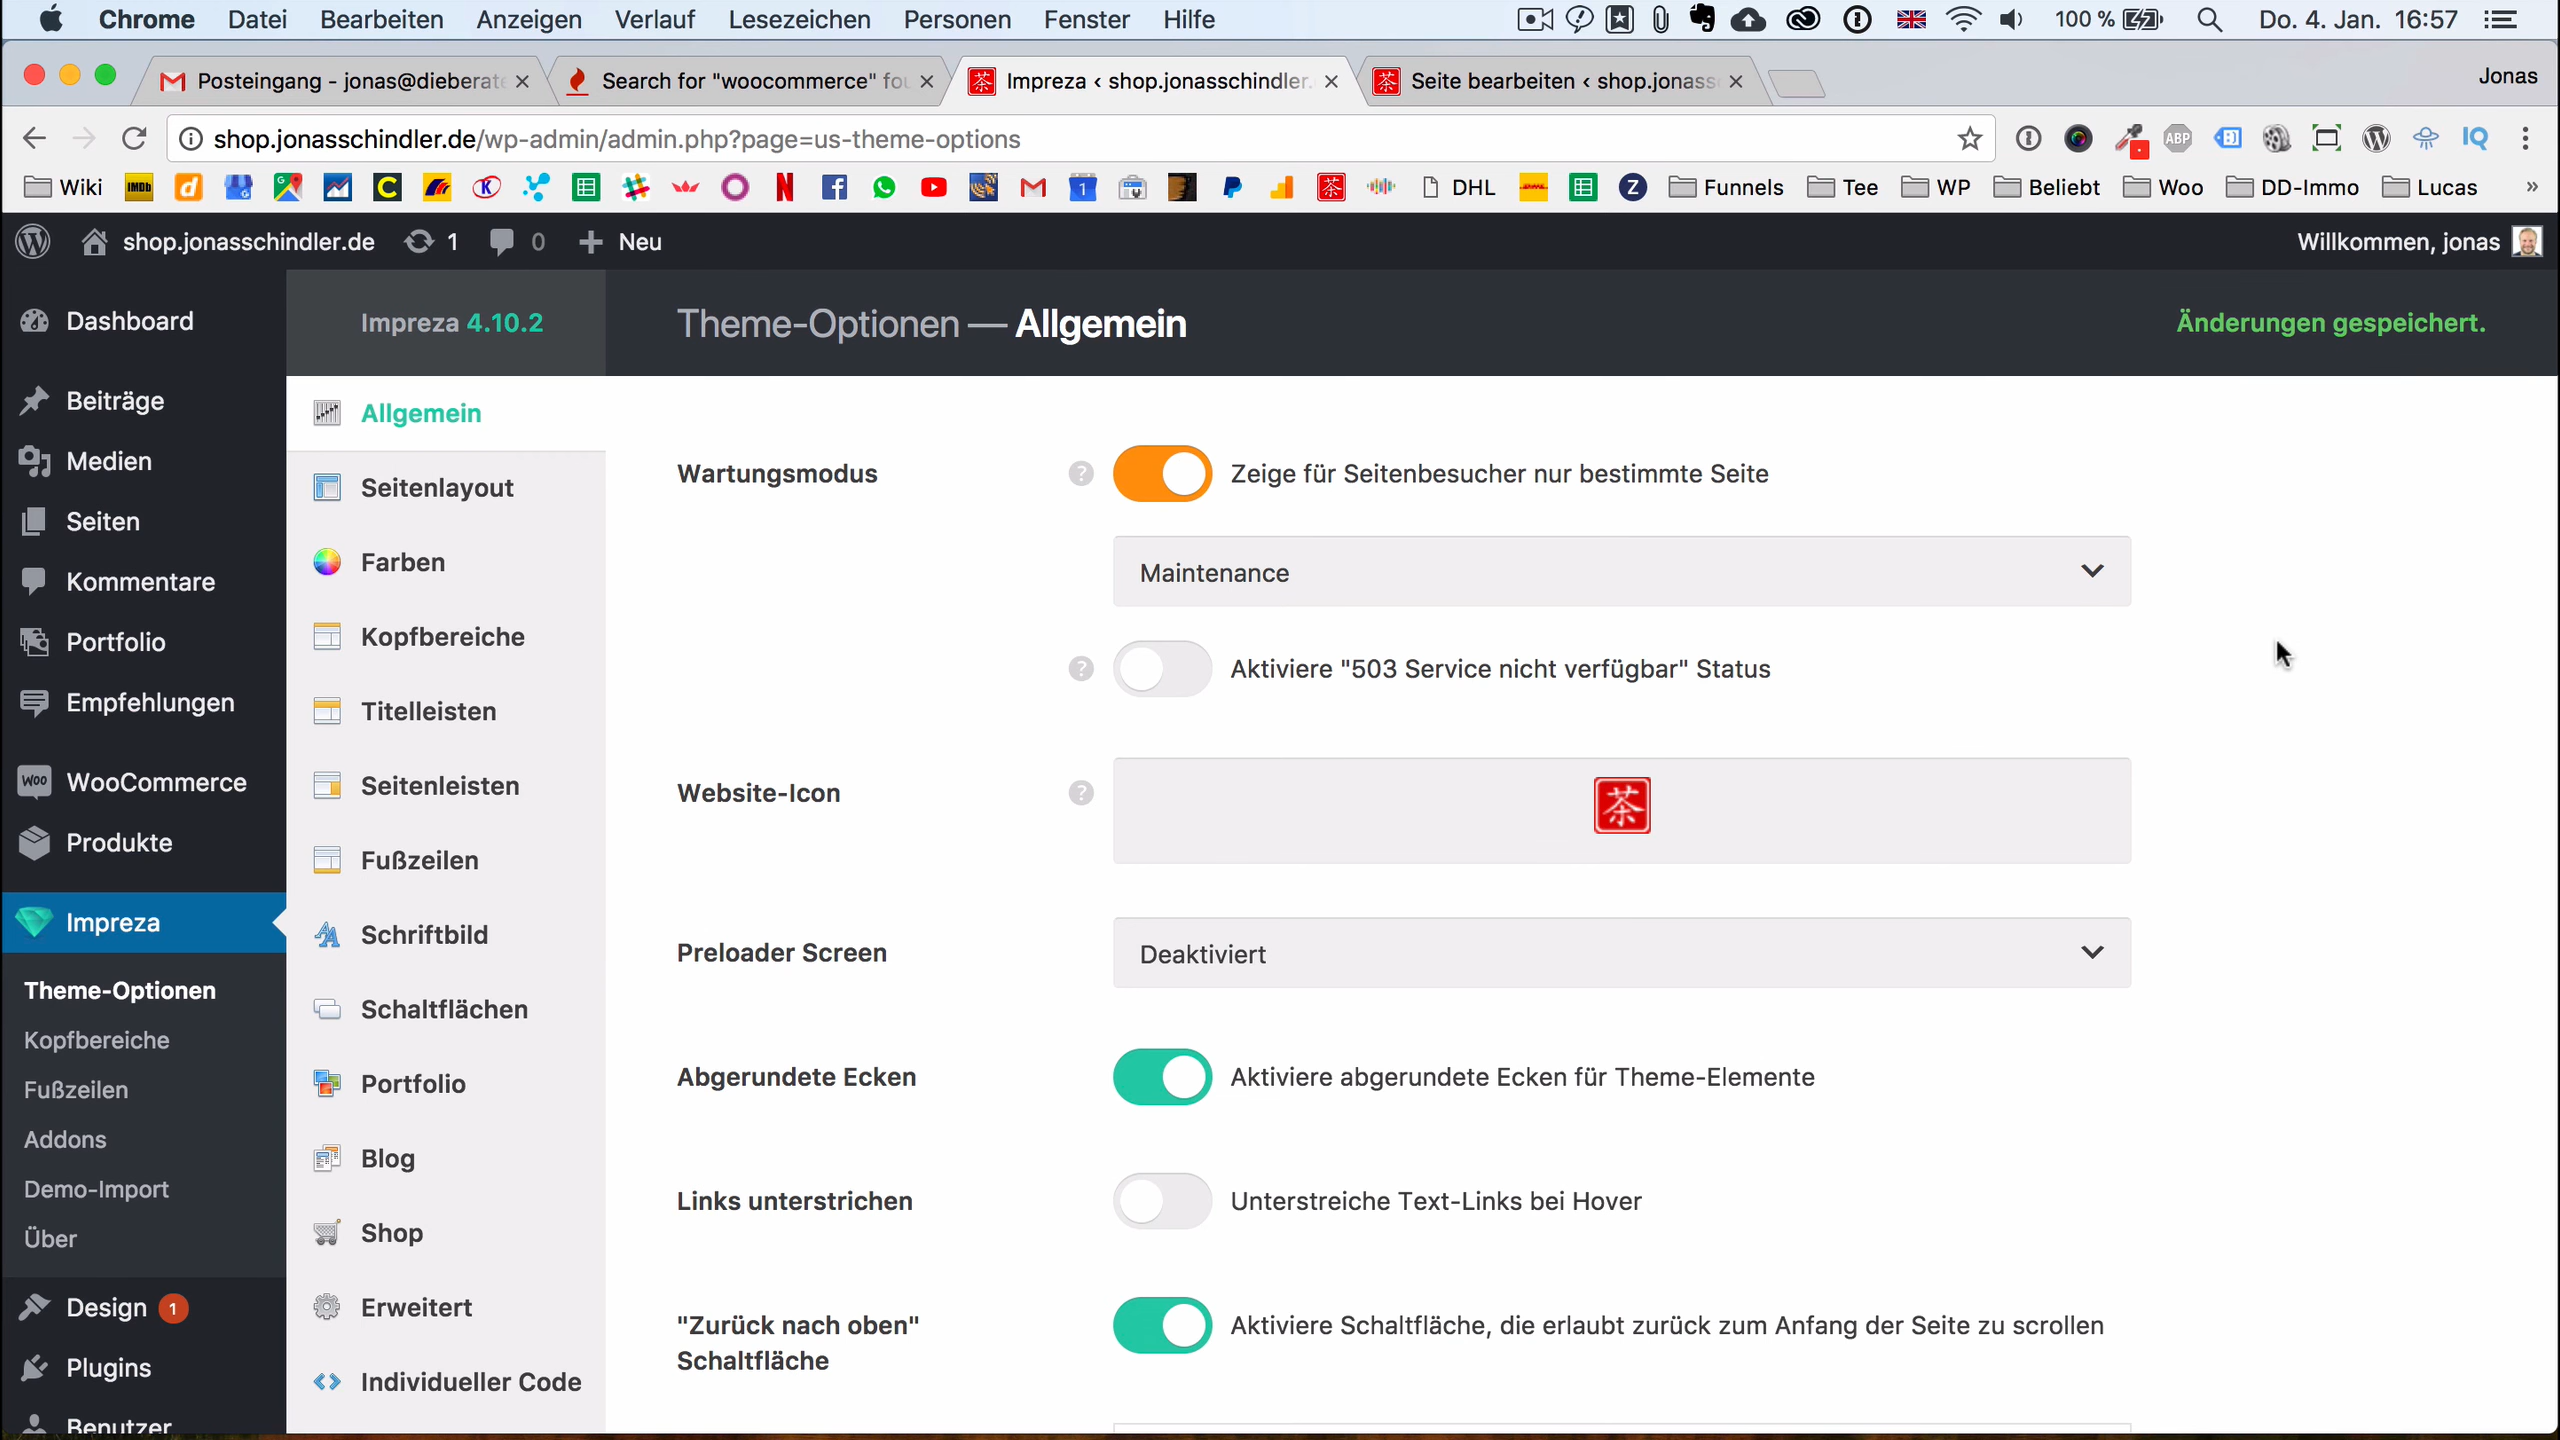 Chrome Datei Bearbeiten Anzeigen Verlauf Lesezeichen Personen Fenster Hilfe 100 % Do. 4. Jan. 16:57
Posteingang - jonas@dieberate Search for "woocommerce" fou Impreza ‹ shop.jonasschindler. Seite bearbeiten ‹ shop.jonass Jonas
shop.jonasschindler.de/wp-admin/admin.php?page=us-theme-options ABP IQ
Wiki IMDb DHL Funnels Tee WP Beliebt Woo DD-Immo Lucas »
shop.jonasschindler.de 1 0 + Neu Willkommen, jonas
Dashboard
Beiträge
Medien
Seiten
Kommentare
Portfolio
Empfehlungen
WooCommerce
Produkte
Impreza
Theme-Optionen
Kopfbereiche
Fußzeilen
Addons
Demo-Import
Über
Design 1
Plugins
Benutzer
Impreza 4.10.2
Allgemein
Seitenlayout
Farben
Kopfbereiche
Titelleisten
Seitenleisten
Fußzeilen
Schriftbild
Schaltflächen
Portfolio
Blog
Shop
Erweitert
Individueller Code
Theme-Optionen — Allgemein
Änderungen gespeichert.
Wartungsmodus ? Zeige für Seitenbesucher nur bestimmte Seite
Maintenance
? Aktiviere "503 Service nicht verfügbar" Status
Website-Icon ? 茶
Preloader Screen Deaktiviert
Abgerundete Ecken Aktiviere abgerundete Ecken für Theme-Elemente
Links unterstrichen Unterstreiche Text-Links bei Hover
"Zurück nach oben" Aktiviere Schaltfläche, die erlaubt zurück zum Anfang der Seite zu scrollen
Schaltfläche